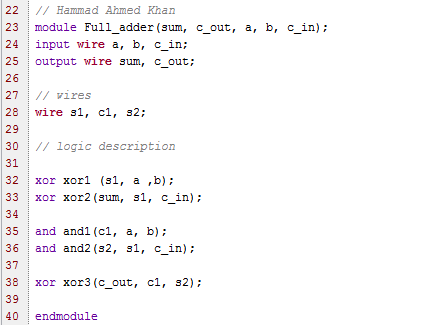 22 // Hammad Ahmed Khan
23 module Full_adder(sum, c_out, a, b, c_in);
24 input wire a, b, c_in;
25 output wire sum, c_out;
26
27 // wires
28 wire s1, c1, s2;
29
30 // logic description
31
32 xor xor1 (s1, a ,b);
33 xor xor2(sum, s1, c_in);
34
35 and and1(c1, a, b);
36 and and2(s2, s1, c_in);
37
38 xor xor3(c_out, c1, s2);
39
40 endmodule